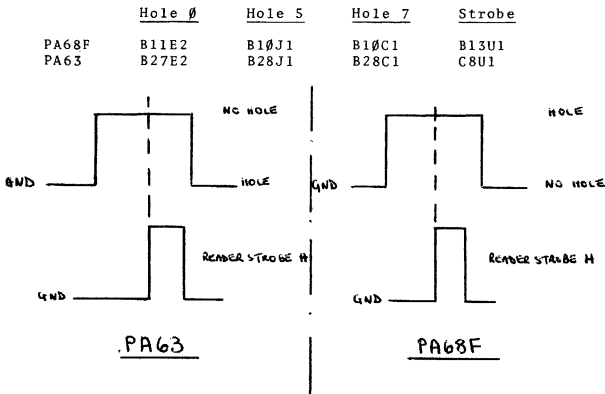 Hole Ø Hole 5 Hole 7 Strobe
PA68F B11E2 B1ØJ1 B1ØC1 B13U1
PA63 B27E2 B28J1 B28C1 C8U1
NO HOLE HOLE
GND HOLE GND NO HOLE
READER STROBE H READER STROBE H
GND GND
PA63 PA68F